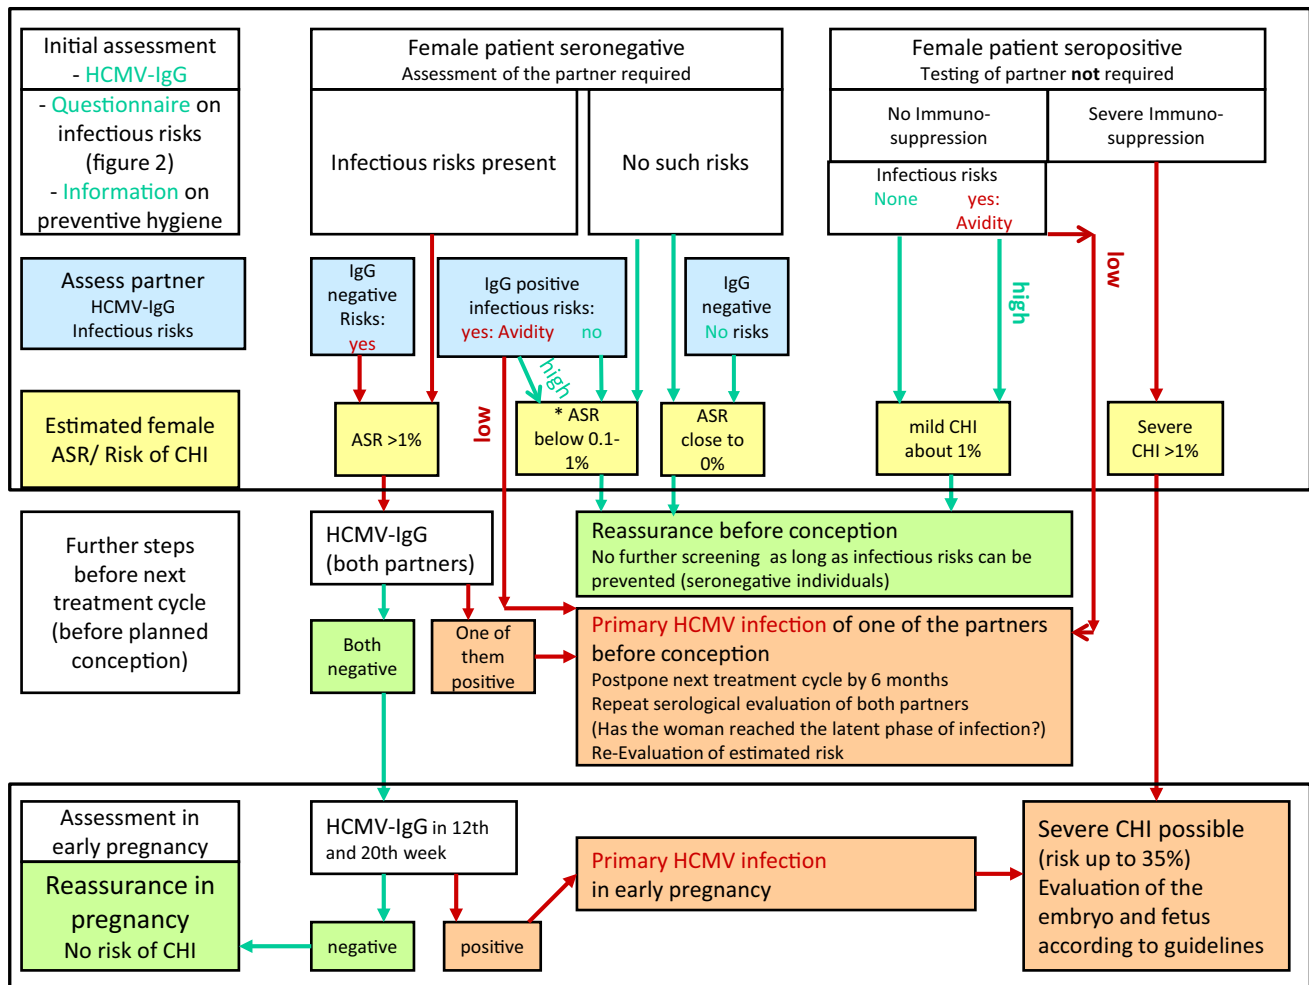 Initial assessment
- HCMV-IgG
- Questionnaire on
infectious risks
(figure 2)
- Information on
preventive hygiene
Female patient seronegative
Assessment of the partner required
Infectious risks present
No such risks
Female patient seropositive
Testing of partner not required
No Immuno-
suppression
Severe Immuno-
suppression
Infectious risks
None yes:
Avidity
Assess partner
HCMV-IgG
Infectious risks
IgG
negative
Risks:
yes
IgG positive
infectious risks:
yes: Avidity no
IgG
negative
No risks
high
low
high
low
Estimated female
ASR/ Risk of CHI
ASR >1%
* ASR
below 0.1-
1%
ASR
close to
0%
mild CHI
about 1%
Severe
CHI >1%
Further steps
before next
treatment cycle
(before planned
conception)
HCMV-IgG
(both partners)
Both
negative
One of
them
positive
Reassurance before conception
No further screening as long as infectious risks can be
prevented (seronegative individuals)
Primary HCMV infection of one of the partners
before conception
Postpone next treatment cycle by 6 months
Repeat serological evaluation of both partners
(Has the woman reached the latent phase of infection?)
Re-Evaluation of estimated risk
Assessment in
early pregnancy
Reassurance in
pregnancy
No risk of CHI
HCMV-IgG in 12th
and 20th week
negative
positive
Primary HCMV infection
in early pregnancy
Severe CHI possible
(risk up to 35%)
Evaluation of the
embryo and fetus
according to guidelines